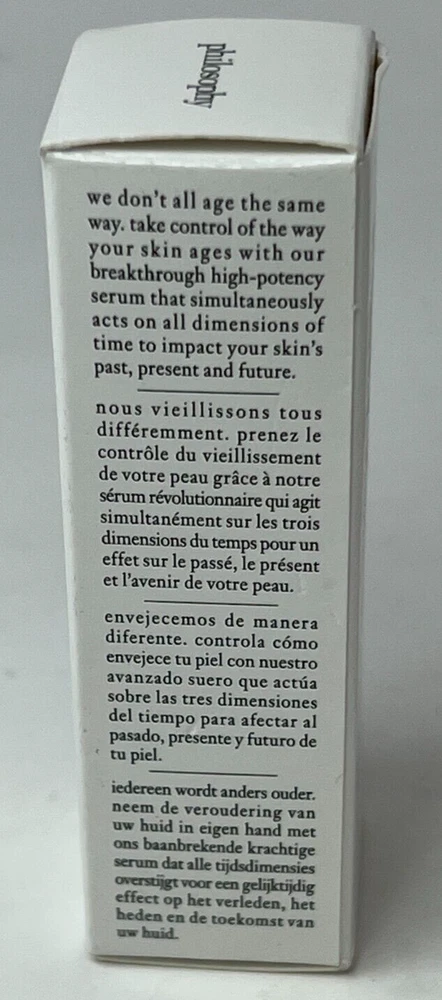 philosophy
we don't all age the same
way. take control of the way
your skin ages with our
breakthrough high-potency
serum that simultaneously
acts on all dimensions of
time to impact your skin's
past, present and future.
nous vieillissons tous
différemment. prenez le
contrôle du vieillissement
de votre peau grâce à notre
sérum révolutionnaire qui agit
simultanément sur les trois
dimensions du temps pour un
effet sur le passé, le présent
et l'avenir de votre peau.
envejecemos de manera
diferente. controla cómo
envejece tu piel con nuestro
avanzado suero que actúa
sobre las tres dimensiones
del tiempo para afectar al
pasado, presente y futuro de
tu piel.
iedereen wordt anders ouder.
neem de veroudering van
uw huid in eigen hand met
ons baanbrekende krachtige
serum dat alle tijdsdimensies
overstijgt voor een gelijktijdig
effect op het verleden, het
heden en de toekomst van
uw huid.